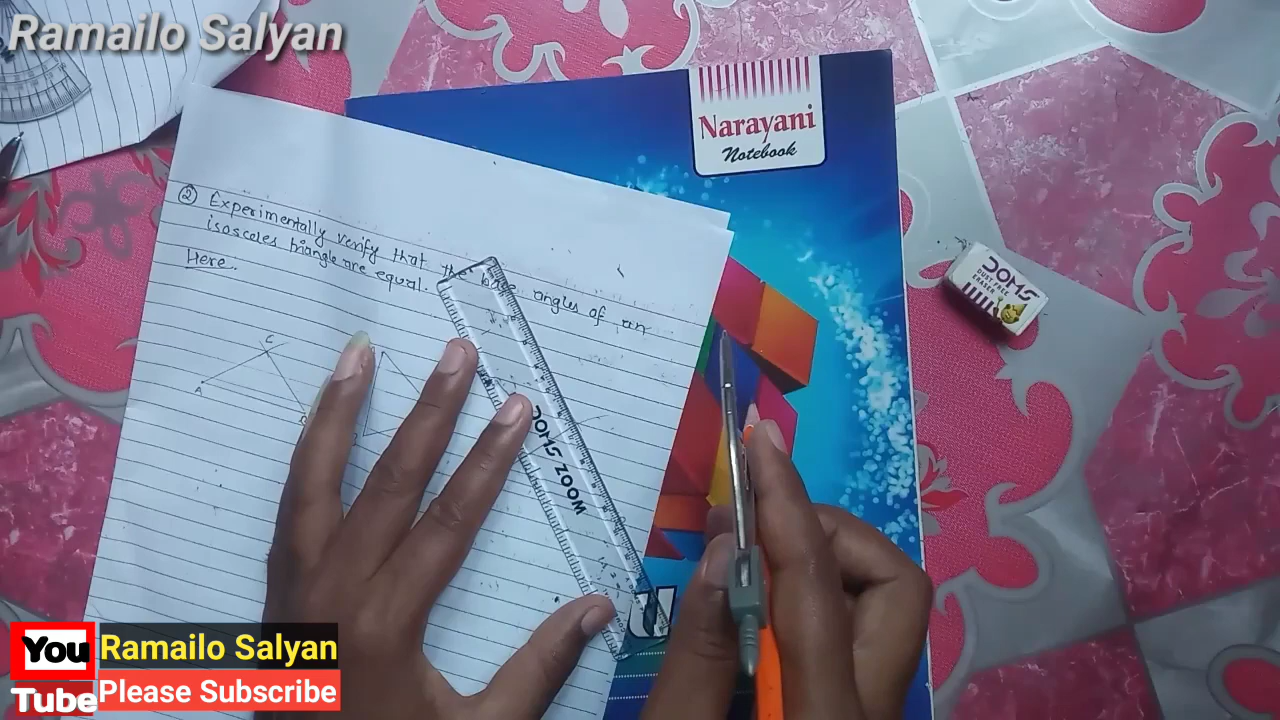 Ramailo Salyan
Narayani
Notebook
② Experimentally verify that the base angles of an
isosceles triangle are equal.
Here.
C
A
DOMS
DUST FREE
ERASER
DOMS ZOOM
You
Tube
Ramailo Salyan
Please Subscribe